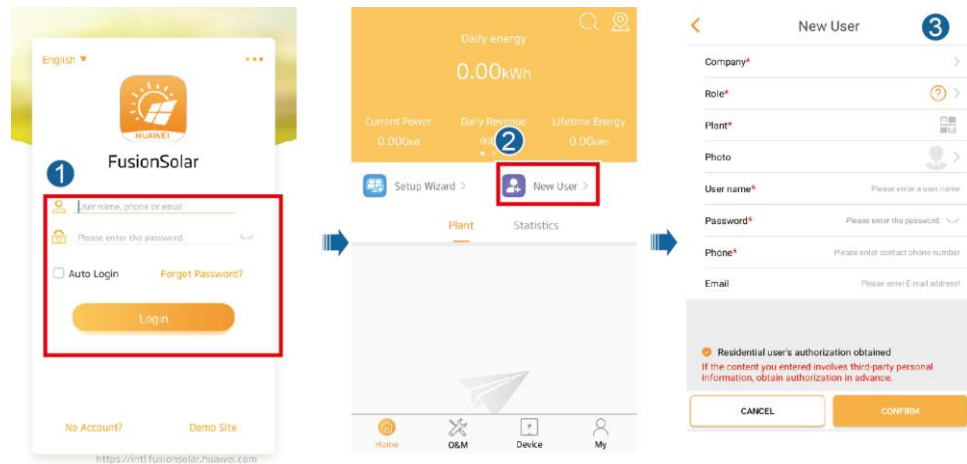 English
HUAWEI
FusionSolar
1
User name, phone or email
Please enter the password.
Auto Login
Forgot Password?
Login
No Account?
Demo Site
https://intl.fusionsolar.huawei.com
Daily energy
0.00kWh
Current Power
Daily Revenue
Lifetime Energy
0.000kW
0.00kWh
2
Setup Wizard >
New User >
Plant
Statistics
Home
O&M
Device
My
< New User
3
Company* >
Role* ? >
Plant*
Photo >
User name* Please enter a user name
Password* Please enter the password.
Phone* Please enter contact phone number
Email Please enter E-mail address!
Residential user's authorization obtained
If the content you entered involves third-party personal
information, obtain authorization in advance.
CANCEL
CONFIRM